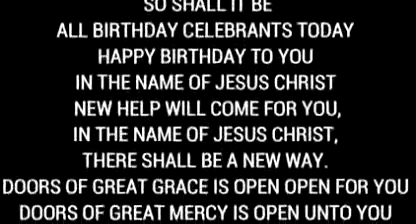 SO SHALL IT BE
ALL BIRTHDAY CELEBRANTS TODAY
HAPPY BIRTHDAY TO YOU
IN THE NAME OF JESUS CHRIST
NEW HELP WILL COME FOR YOU,
IN THE NAME OF JESUS CHRIST,
THERE SHALL BE A NEW WAY.
DOORS OF GREAT GRACE IS OPEN OPEN FOR YOU
DOORS OF GREAT MERCY IS OPEN UNTO YOU